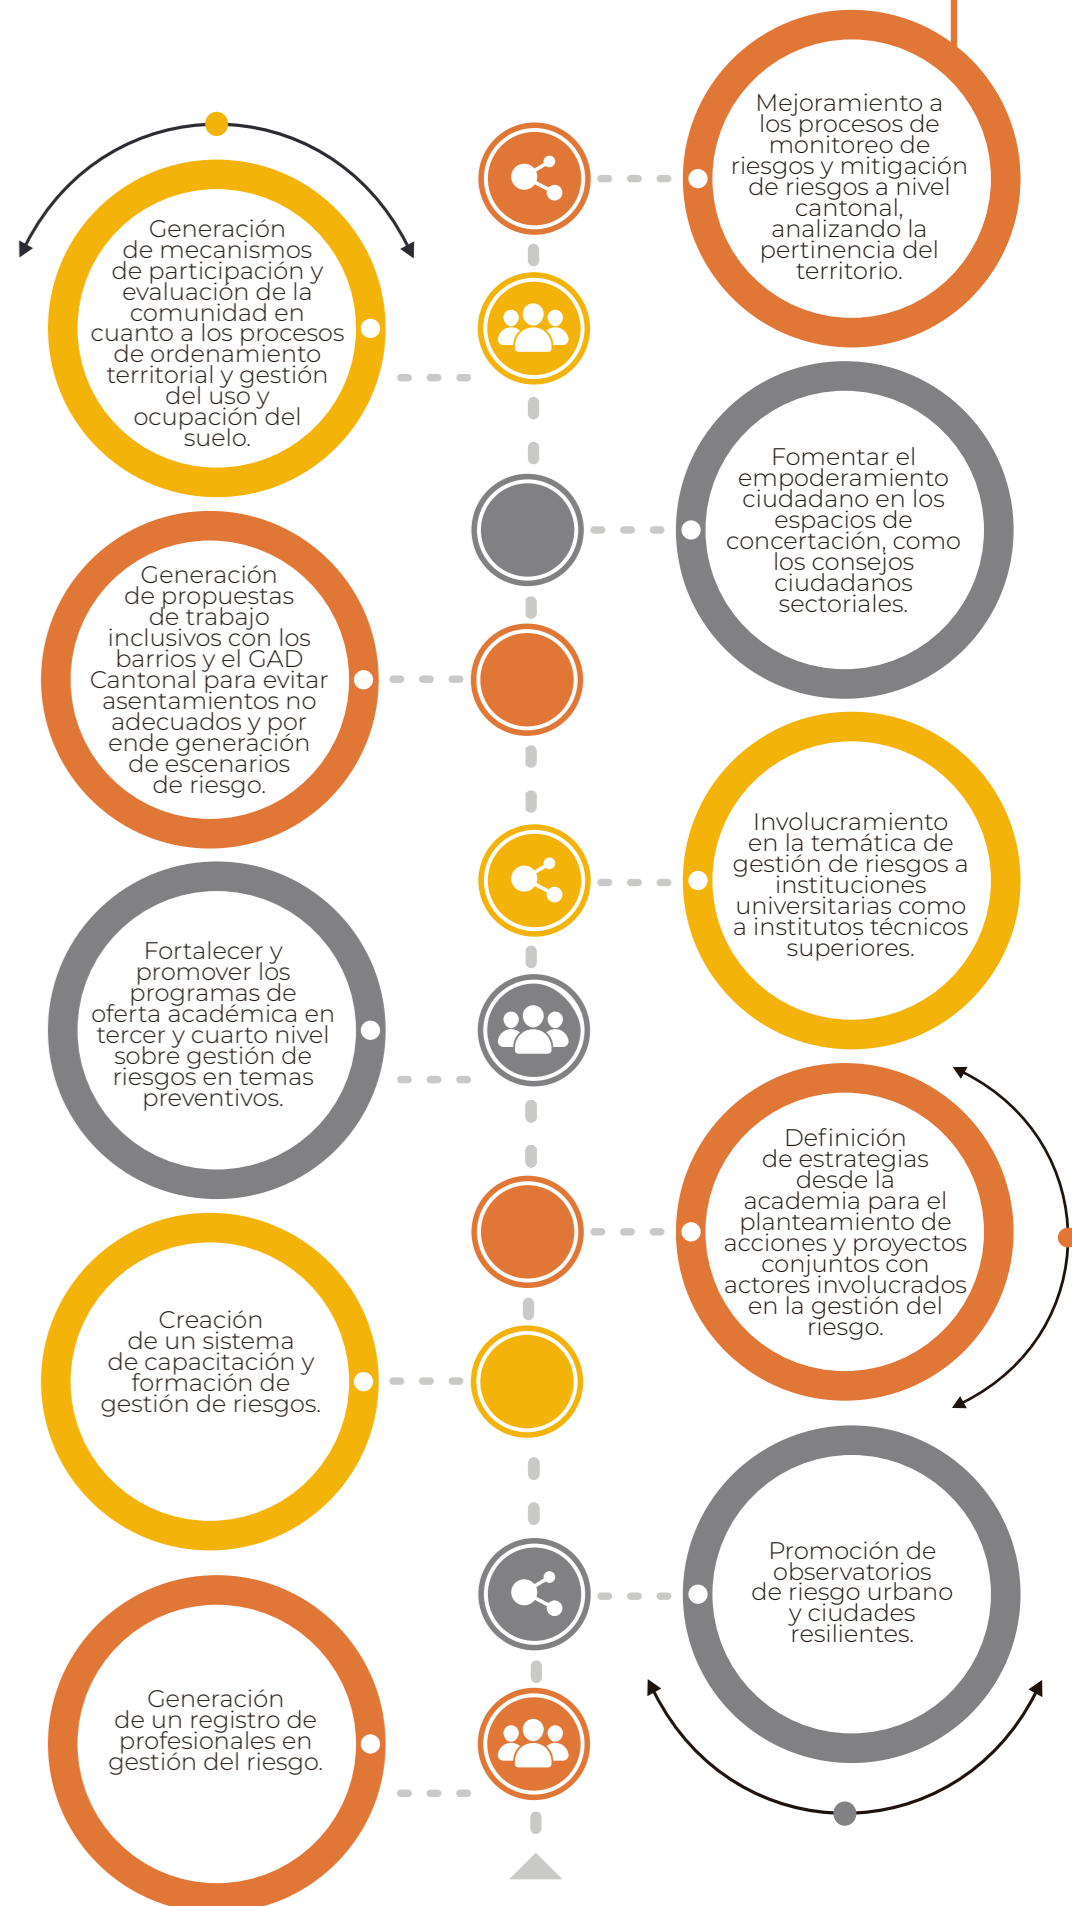 Mejoramiento a
los procesos de
monitoreo de
riesgos y mitigación
de riesgos a nivel
cantonal,
analizando la
pertinencia del
territorio.
Generación
de mecanismos
de participación y
evaluación de la
comunidad en
cuanto a los procesos
de ordenamiento
territorial y gestión
del uso y
ocupación del
suelo.
Fomentar el
empoderamiento
ciudadano en los
espacios de
concertación, como
los consejos
ciudadanos
sectoriales.
Generación
de propuestas
de trabajo
inclusivos con los
barrios y el GAD
Cantonal para evitar
asentamientos no
adecuados y por
ende generación
de escenarios
de riesgo.
Involucramiento
en la temática de
gestión de riesgos a
instituciones
universitarias como
a institutos técnicos
superiores.
Fortalecer y
promover los
programas de
oferta académica en
tercer y cuarto nivel
sobre gestión de
riesgos en temas
preventivos.
Definición
de estrategias
desde la
academia para el
planteamiento de
acciones y proyectos
conjuntos con
actores involucrados
en la gestión del
riesgo.
Creación
de un sistema
de capacitación y
formación de
gestión de riesgos.
Promoción de
observatorios
de riesgo urbano
y ciudades
resilientes.
Generación
de un registro de
profesionales en
gestión del riesgo.